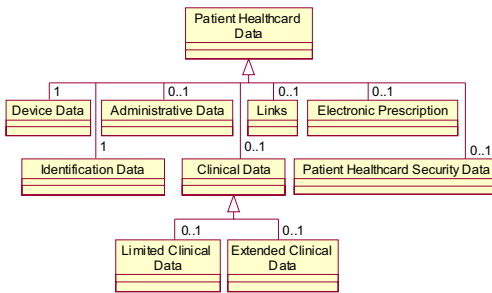 Patient Healthcard
Data
1
0..1
0..1
0..1
Device Data
Administrative Data
Links
Electronic Prescription
1
0..1
0..1
Identification Data
Clinical Data
Patient Healthcard Security Data
0..1
0..1
Limited Clinical
Data
Extended Clinical
Data